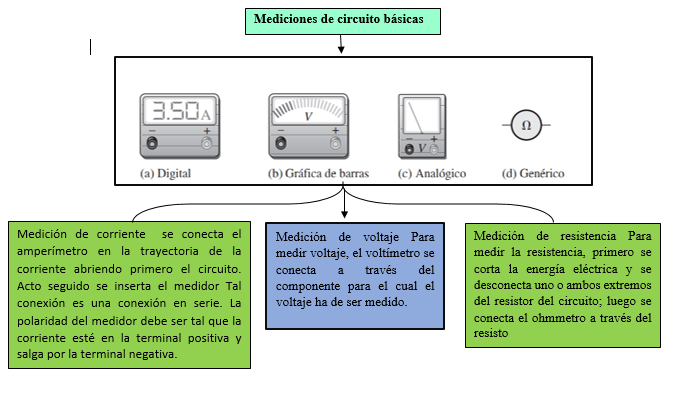 Mediciones de circuito básicas
3.50A
- +
V
- +
- +
V
Ω
(a) Digital
(b) Gráfica de barras
(c) Analógico
(d) Genérico
Medición de corriente se conecta el
amperímetro en la trayectoria de la
corriente abriendo primero el circuito.
Acto seguido se inserta el medidor Tal
conexión es una conexión en serie. La
polaridad del medidor debe ser tal que la
corriente esté en la terminal positiva y
salga por la terminal negativa.
Medición de voltaje Para
medir voltaje, el voltímetro se
conecta a través del
componente para el cual el
voltaje ha de ser medido.
Medición de resistencia Para
medir la resistencia, primero se
corta la energía eléctrica y se
desconecta uno o ambos extremos
del resistor del circuito; luego se
conecta el ohmmetro a través del
resisto